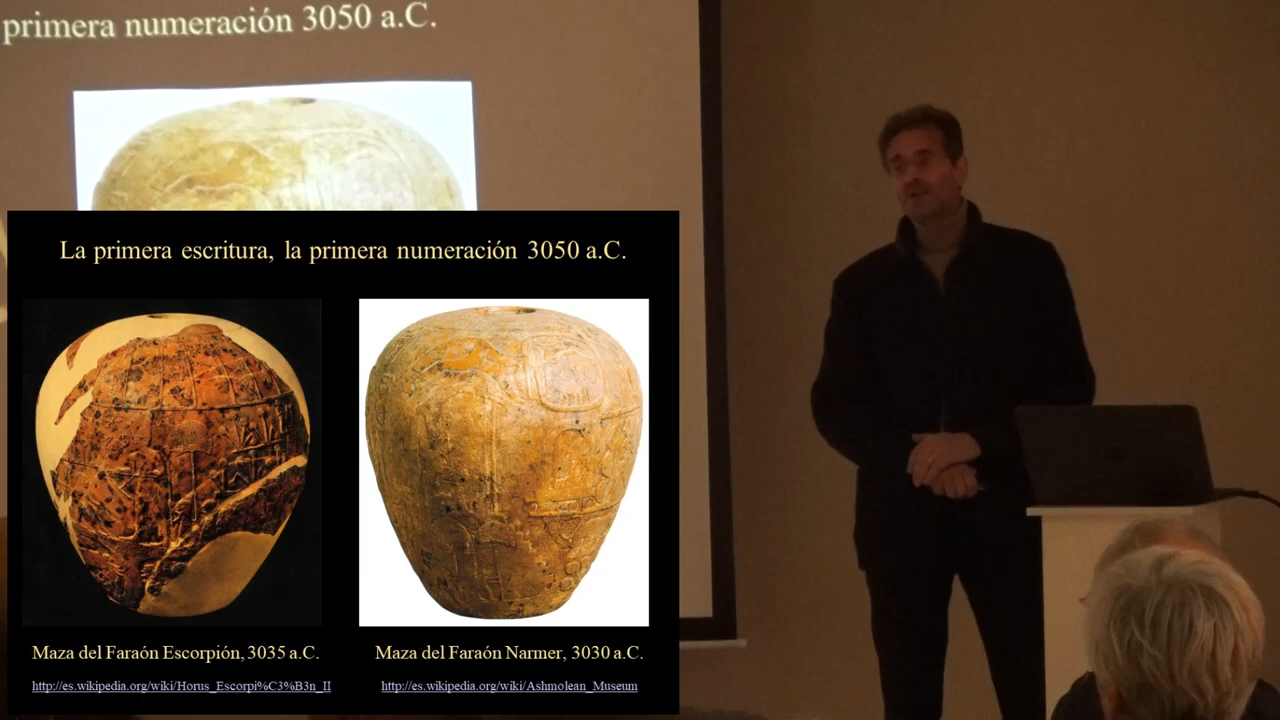 primera numeración 3050 a.C.
La primera escritura, la primera numeración 3050 a.C.
Maza del Faraón Escorpión, 3035 a.C.
Maza del Faraón Narmer, 3030 a.C.
http://es.wikipedia.org/wiki/Horus_Escorpi%C3%B3n_II
http://es.wikipedia.org/wiki/Ashmolean_Museum